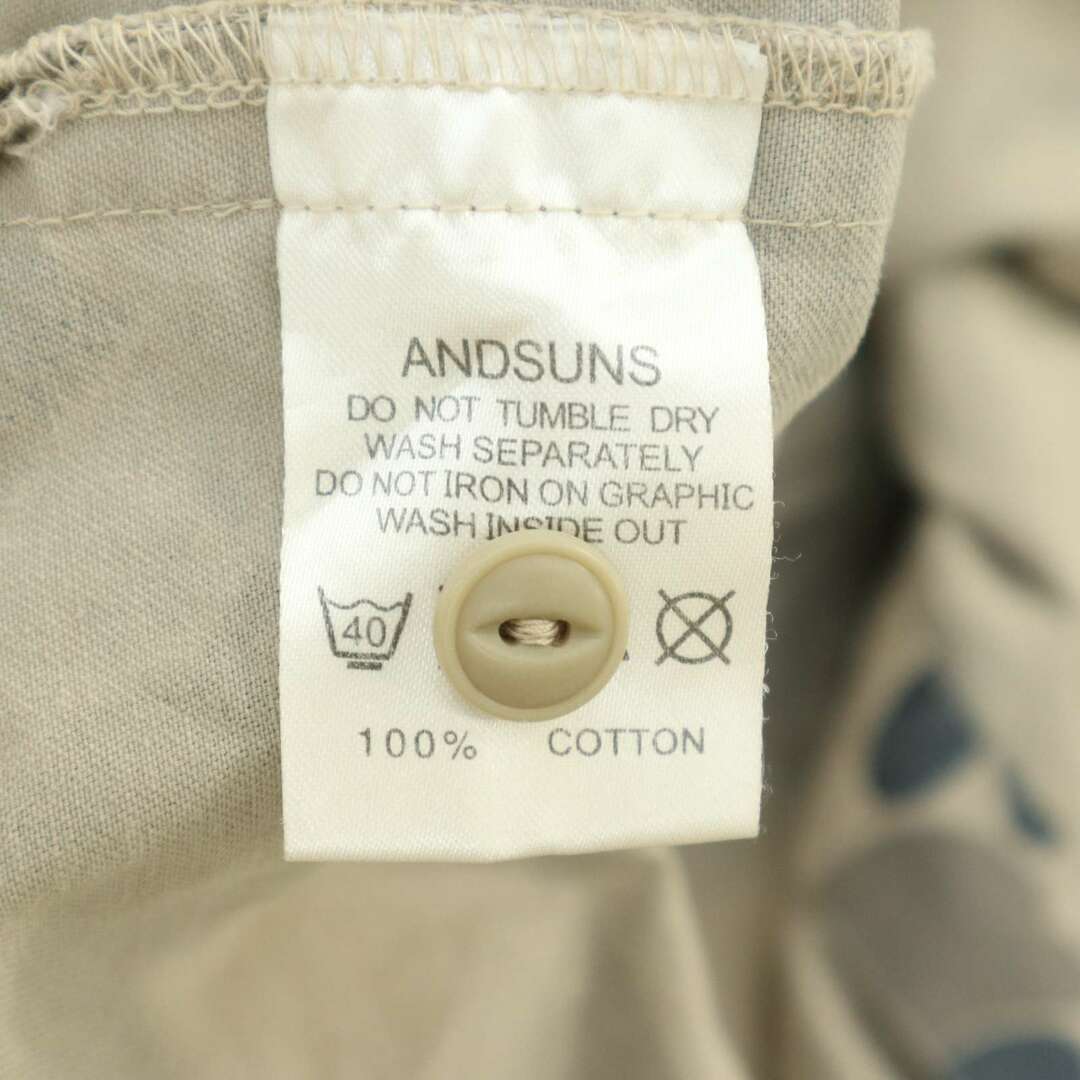 ANDSUNS
DO NOT TUMBLE DRY
WASH SEPARATELY
DO NOT IRON ON GRAPHIC
WASH INSIDE OUT
40
100% COTTON